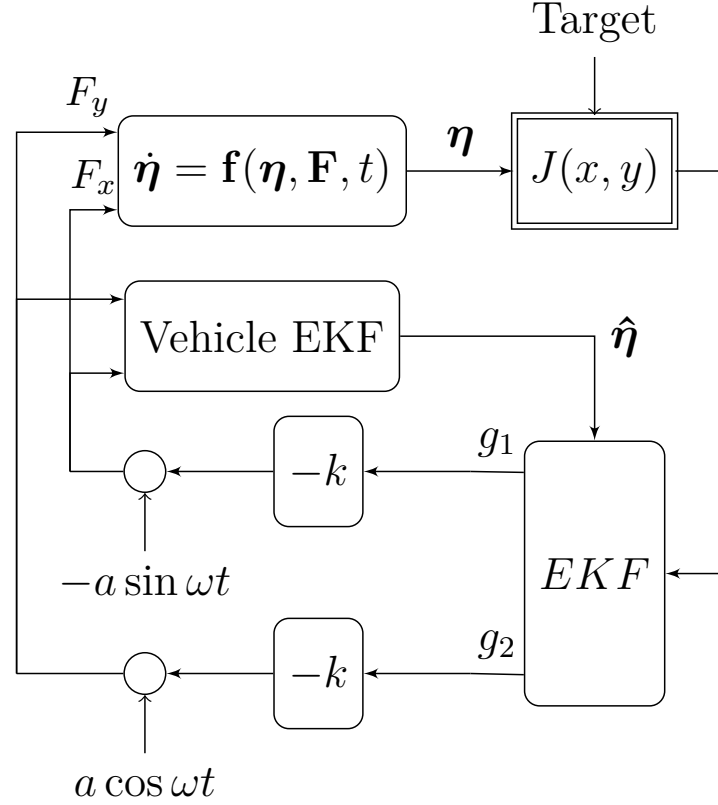 Target
F_y
η̇ = f(η, F, t)
η
J(x, y)
F_x
Vehicle EKF
η̂
−k
g_1
−a sin ωt
EKF
−k
g_2
a cos ωt